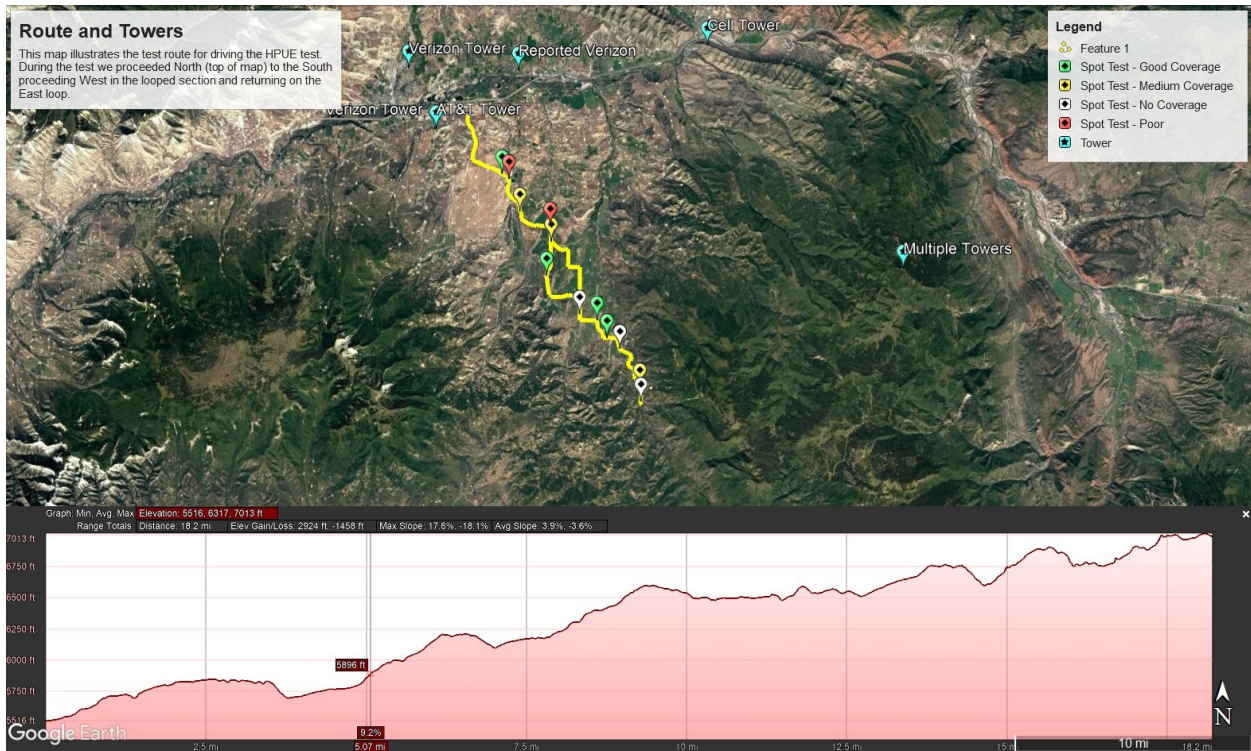 Route and Towers
This map illustrates the test route for driving the HPUE test.
During the test we proceeded North (top of map) to the South
proceeding West in the looped section and returning on the
East loop.
Legend
Feature 1
Spot Test - Good Coverage
Spot Test - Medium Coverage
Spot Test - No Coverage
Spot Test - Poor
Tower
Cell Tower
Verizon Tower
Reported Verizon
Verizon Tower
AT&T Tower
Multiple Towers
Graph: Min, Avg, Max Elevation: 5516, 6317, 7013 ft
Range Totals Distance: 18.2 mi Elev Gain/Loss: 2924 ft, -1458 ft Max Slope: 17.6%, -18.1% Avg Slope: 3.9%, -3.6%
7013 ft
6750 ft
6500 ft
6250 ft
6000 ft
5896 ft
5750 ft
5516 ft
Google Earth
9.2%
2.5 mi 5.07 mi 7.5 mi 10 mi 12.5 mi 15 mi 18.2 mi
10 mi
N